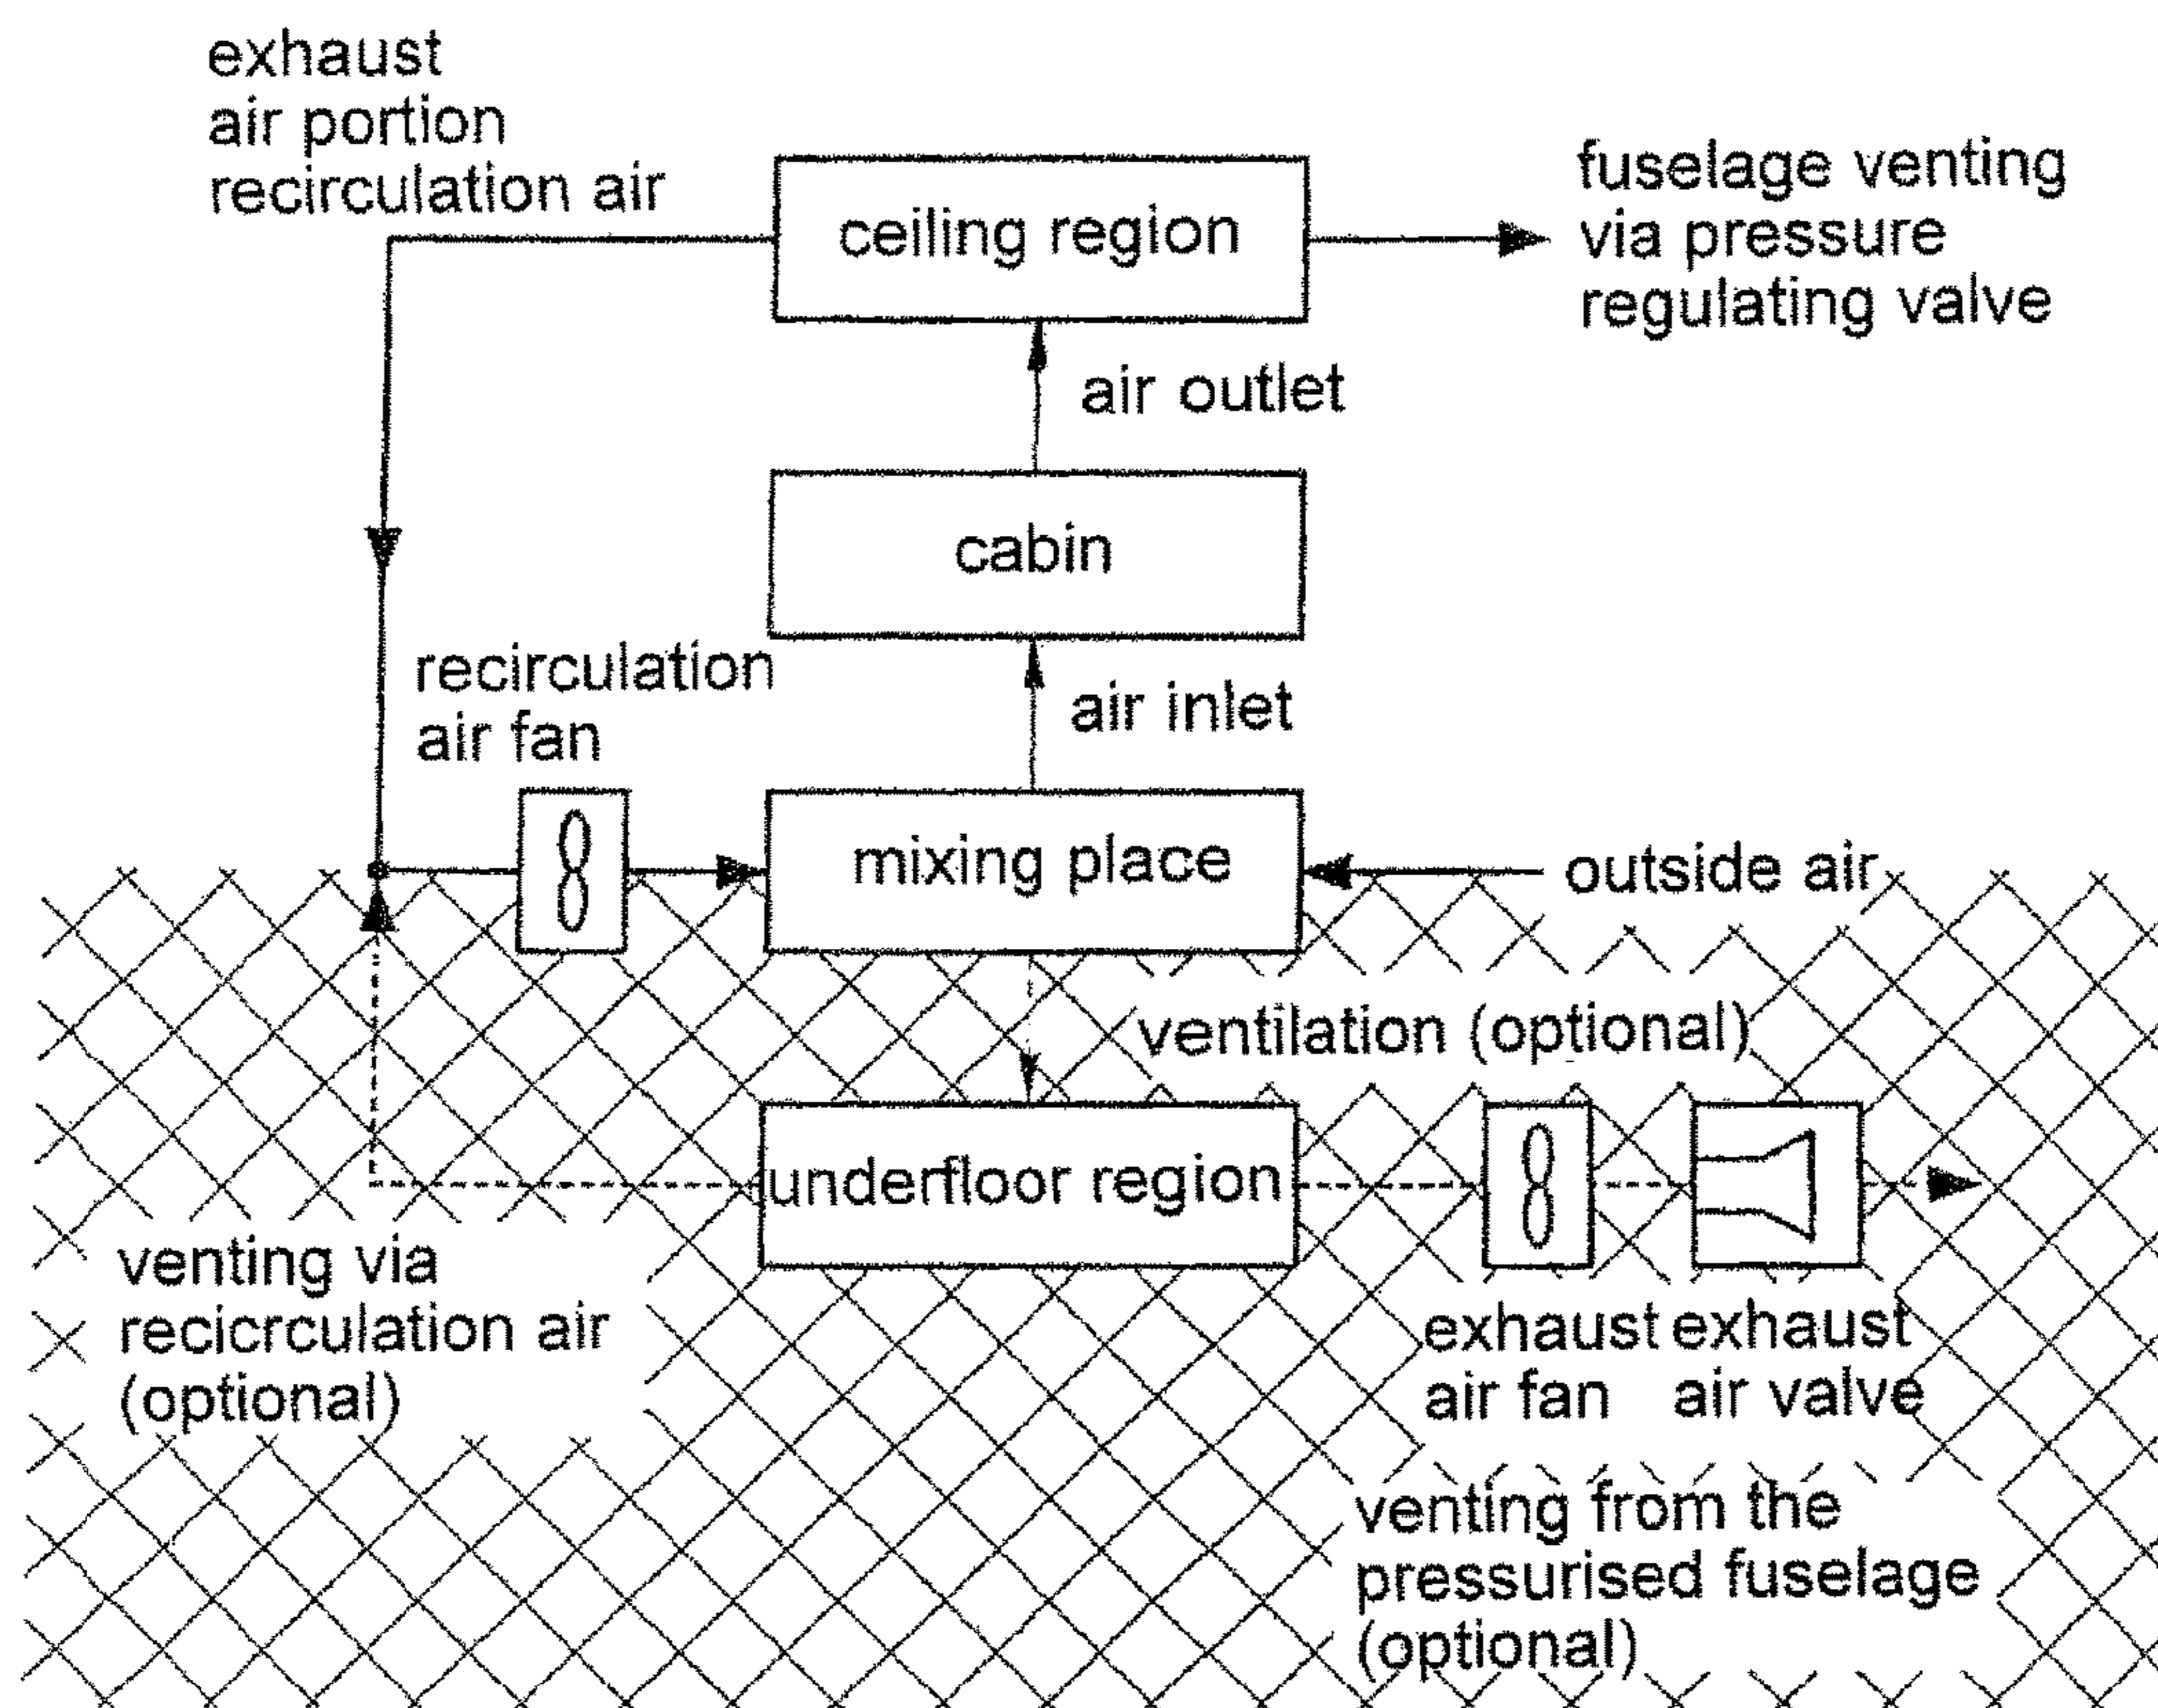 exhaust
air portion
recirculation air
ceiling region
fuselage venting
via pressure
regulating valve
air outlet
cabin
recirculation
air fan
air inlet
mixing place
outside air
ventilation (optional)
underfloor region
venting via
recicrculation air
(optional)
exhaust
air fan
exhaust
air valve
venting from the
pressurised fuselage
(optional)